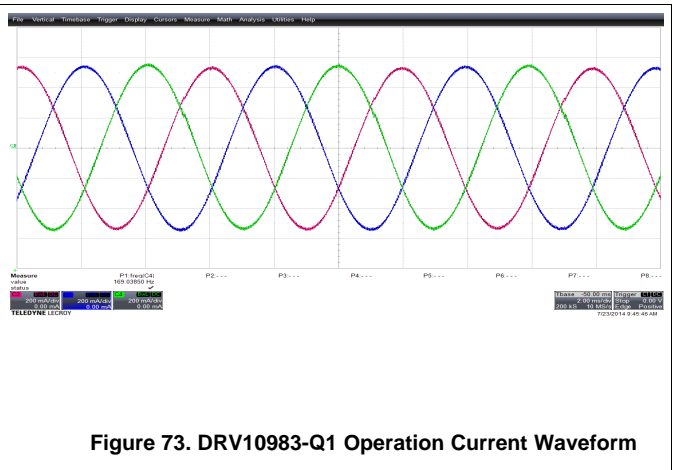 File Vertical Timebase Trigger Display Cursors Measure Math Analysis Utilities Help
Measure P1:freq(C4) P2:- - - P3:- - - P4:- - - P5:- - - P6:- - - P7:- - - P8:- - -
value 169.03850 Hz
status
200 mA/div 200 mA/div 200 mA/div
0.00 mA 0.00 mA 0.00 mA
Tbase -50.00 ms Trigger
2.00 ms/div Stop 0.00 V
200 kS 10 MS/s Edge Positive
TELEDYNE LECROY 7/23/2014 9:45:46 AM
Figure 73. DRV10983-Q1 Operation Current Waveform